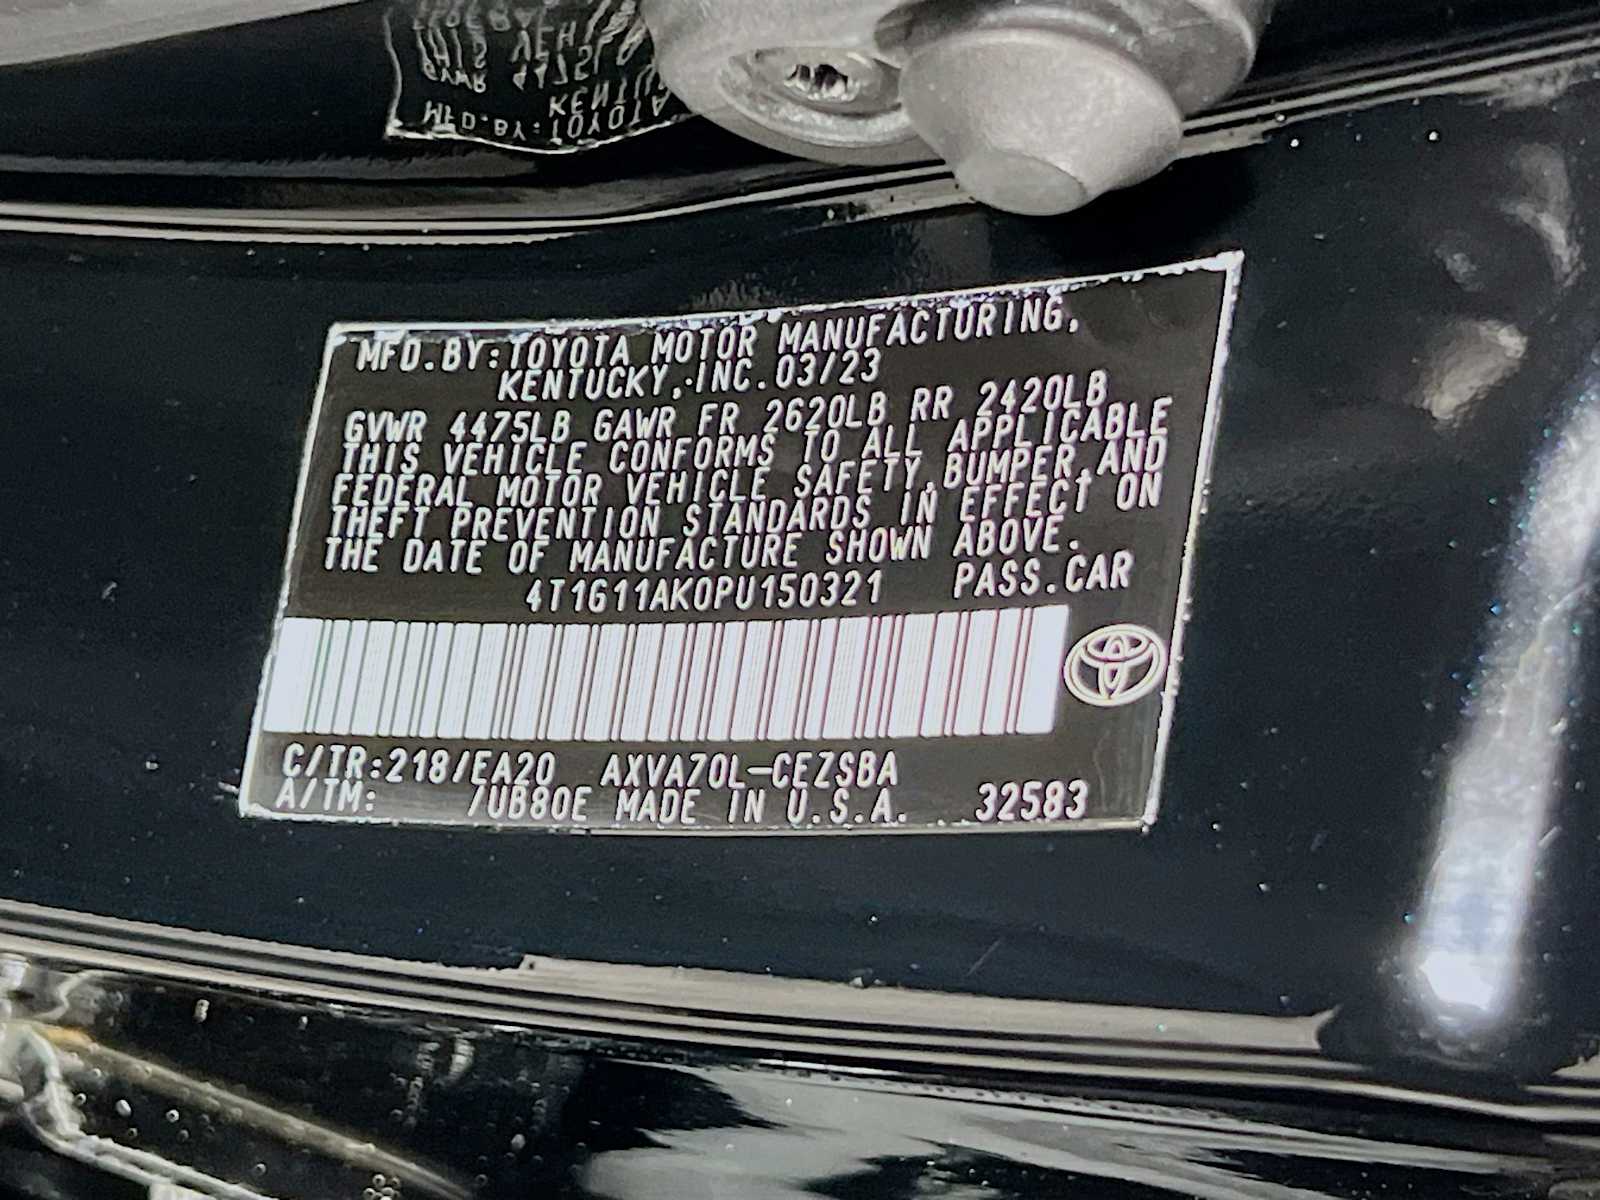 MFD.BY:TOYOTA MOTOR MANUFACTURING,
KENTUCKY, INC. 03/23
GVWR 4475LB GAWR FR 2620LB RR 2420LB
THIS VEHICLE CONFORMS TO ALL APPLICABLE
FEDERAL MOTOR VEHICLE SAFETY, BUMPER, AND
THEFT PREVENTION STANDARDS IN EFFECT ON
THE DATE OF MANUFACTURE SHOWN ABOVE.
4T1G11AK0PU150321 PASS.CAR
C/TR:218/EA20 AXVA70L-CEZSBA
A/TM: /UB80E MADE IN U.S.A. 32583